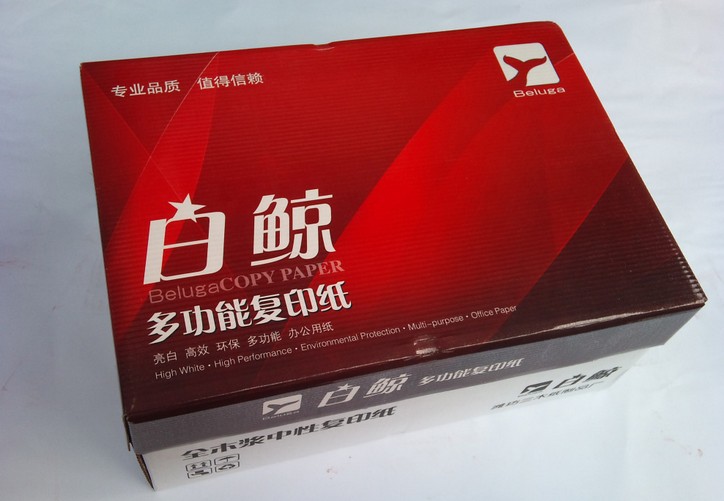 专业品质 值得信赖
Beluga
白鲸
BelugaCOPY PAPER
多功能复印纸
亮白 高效 环保 多功能 办公用纸
High White · High Performance · Environmental Protection · Multi-purpose · Office Paper
白鲸 多功能复印纸
白鲸
全木浆中性复印纸